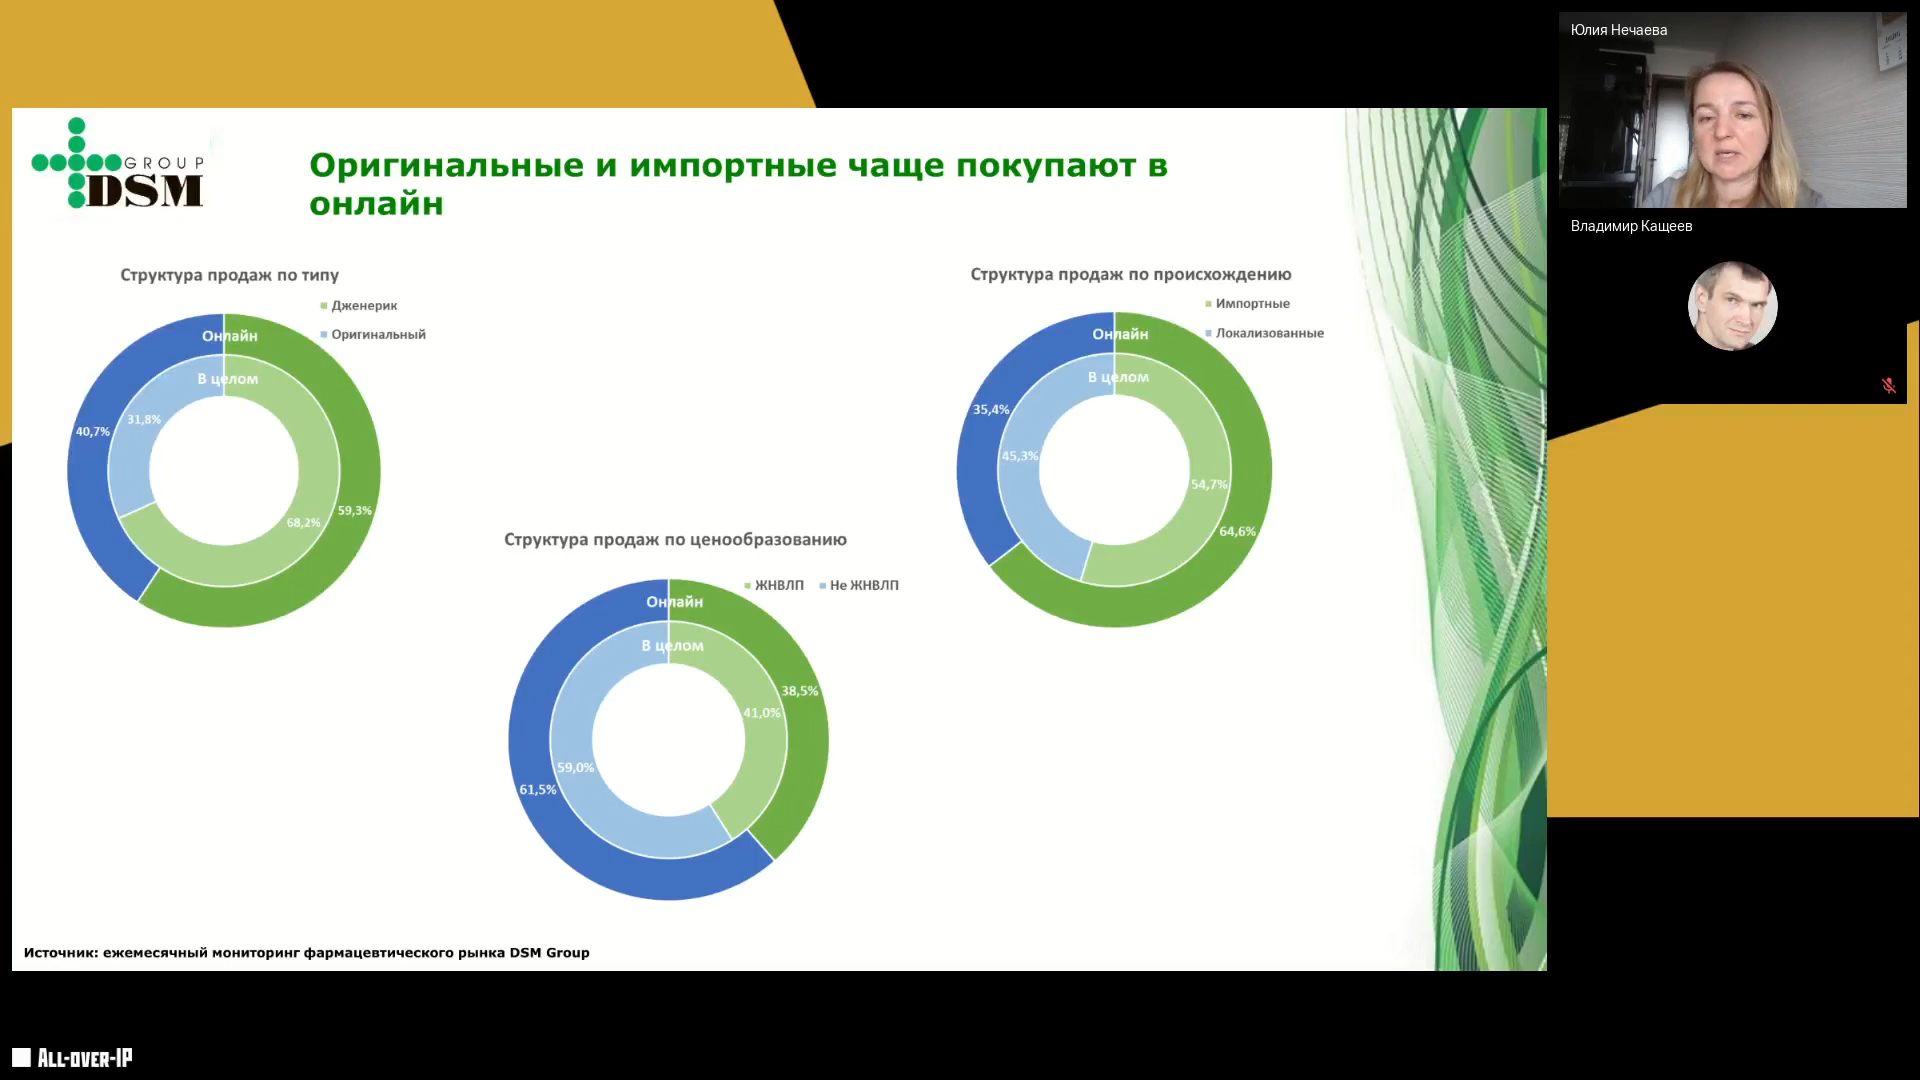 Юлия Нечаева
Владимир Кащеев
GROUP
DSM
Оригинальные и импортные чаще покупают в
онлайн
Структура продаж по типу
Дженерик
Оригинальный
Онлайн
В целом
31,8%
40,7%
59,3%
68,2%
Структура продаж по происхождению
Импортные
Локализованные
Онлайн
В целом
35,4%
45,3%
54,7%
64,6%
Структура продаж по ценообразованию
ЖНВЛП
Не ЖНВЛП
Онлайн
В целом
38,5%
41,0%
59,0%
61,5%
Источник: ежемесячный мониторинг фармацевтического рынка DSM Group
ALL-OVER-IP